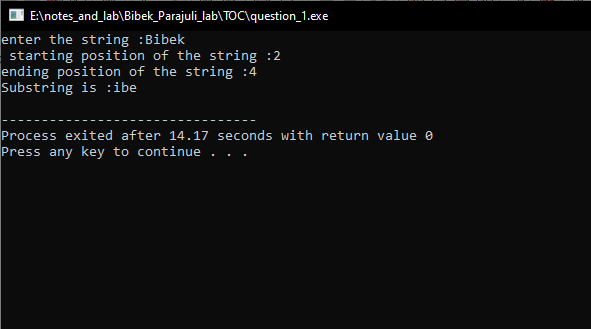 E:\notes_and_lab\Bibek_Parajuli_lab\TOC\question_1.exe
enter the string :Bibek
 starting position of the string :2
ending position of the string :4
Substring is :ibe
--------------------------------
Process exited after 14.17 seconds with return value 0
Press any key to continue . . .